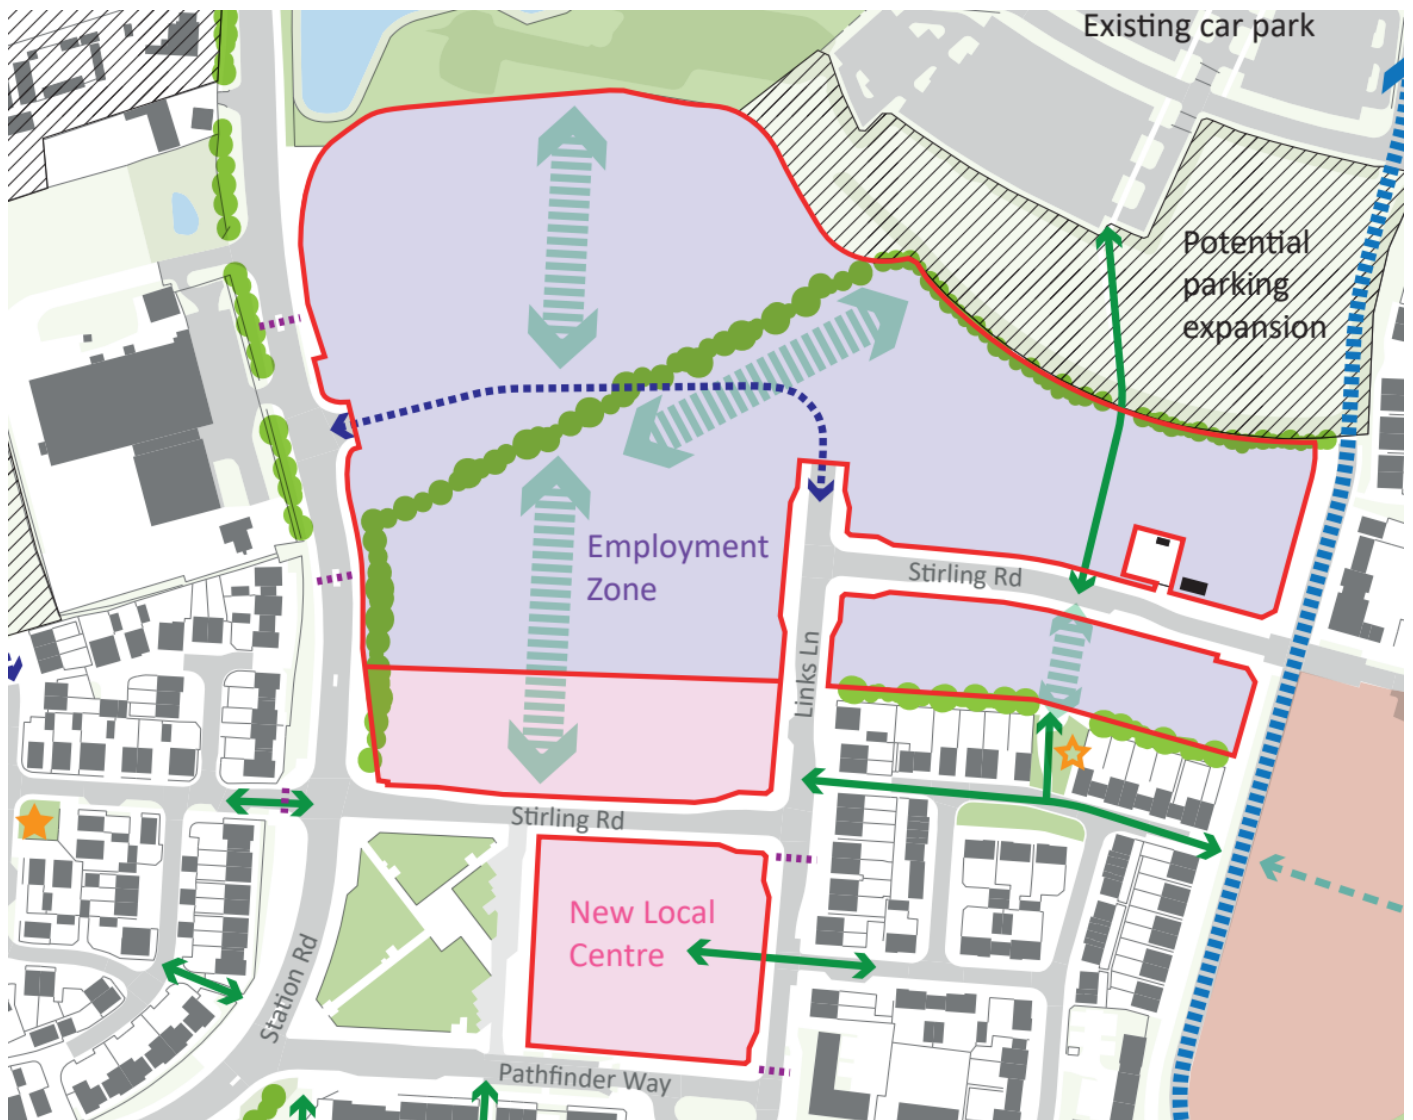 Existing car park
Potential
parking
expansion
Employment
Zone
Stirling Rd
Links Ln
Stirling Rd
New Local
Centre
Station Rd
Pathfinder Way